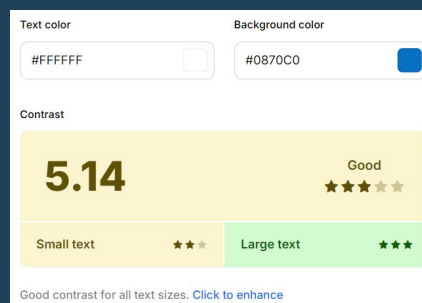 Text color Background color
#FFFFFF #0870C0
Contrast
5.14 Good
Small text Large text
Good contrast for all text sizes. Click to enhance